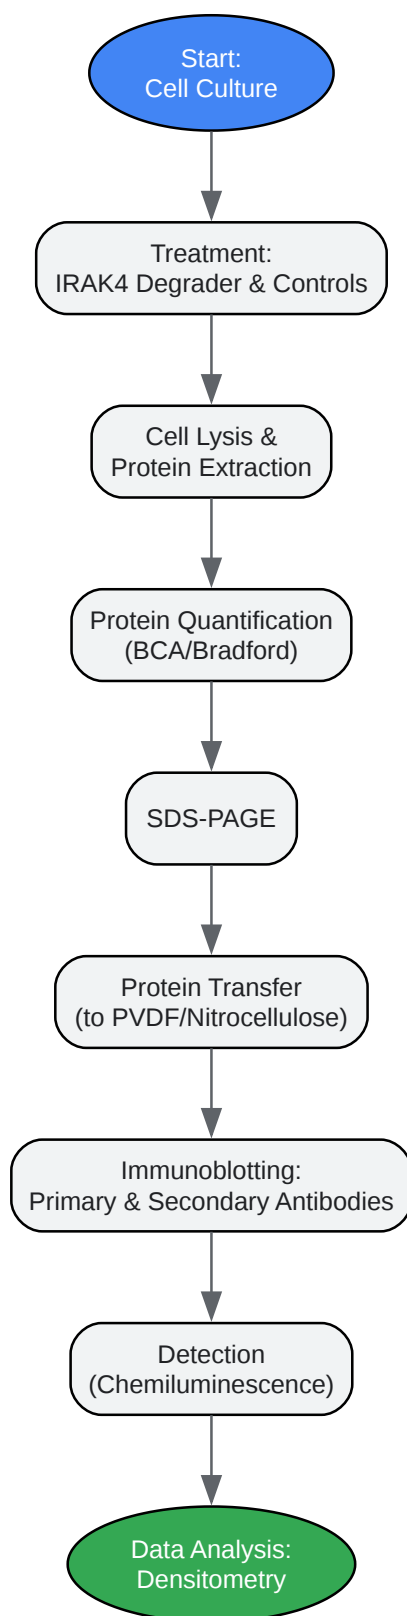 Start:
Cell Culture
Treatment:
IRAK4 Degrader & Controls
Cell Lysis &
Protein Extraction
Protein Quantification
(BCA/Bradford)
SDS-PAGE
Protein Transfer
(to PVDF/Nitrocellulose)
Immunoblotting:
Primary & Secondary Antibodies
Detection
(Chemiluminescence)
Data Analysis:
Densitometry